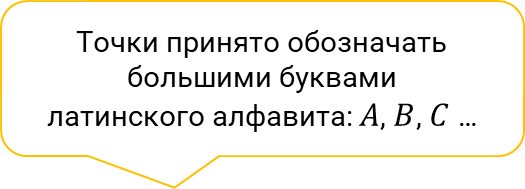 Точки принято обозначать
большими буквами
латинского алфавита: A, B, C ...